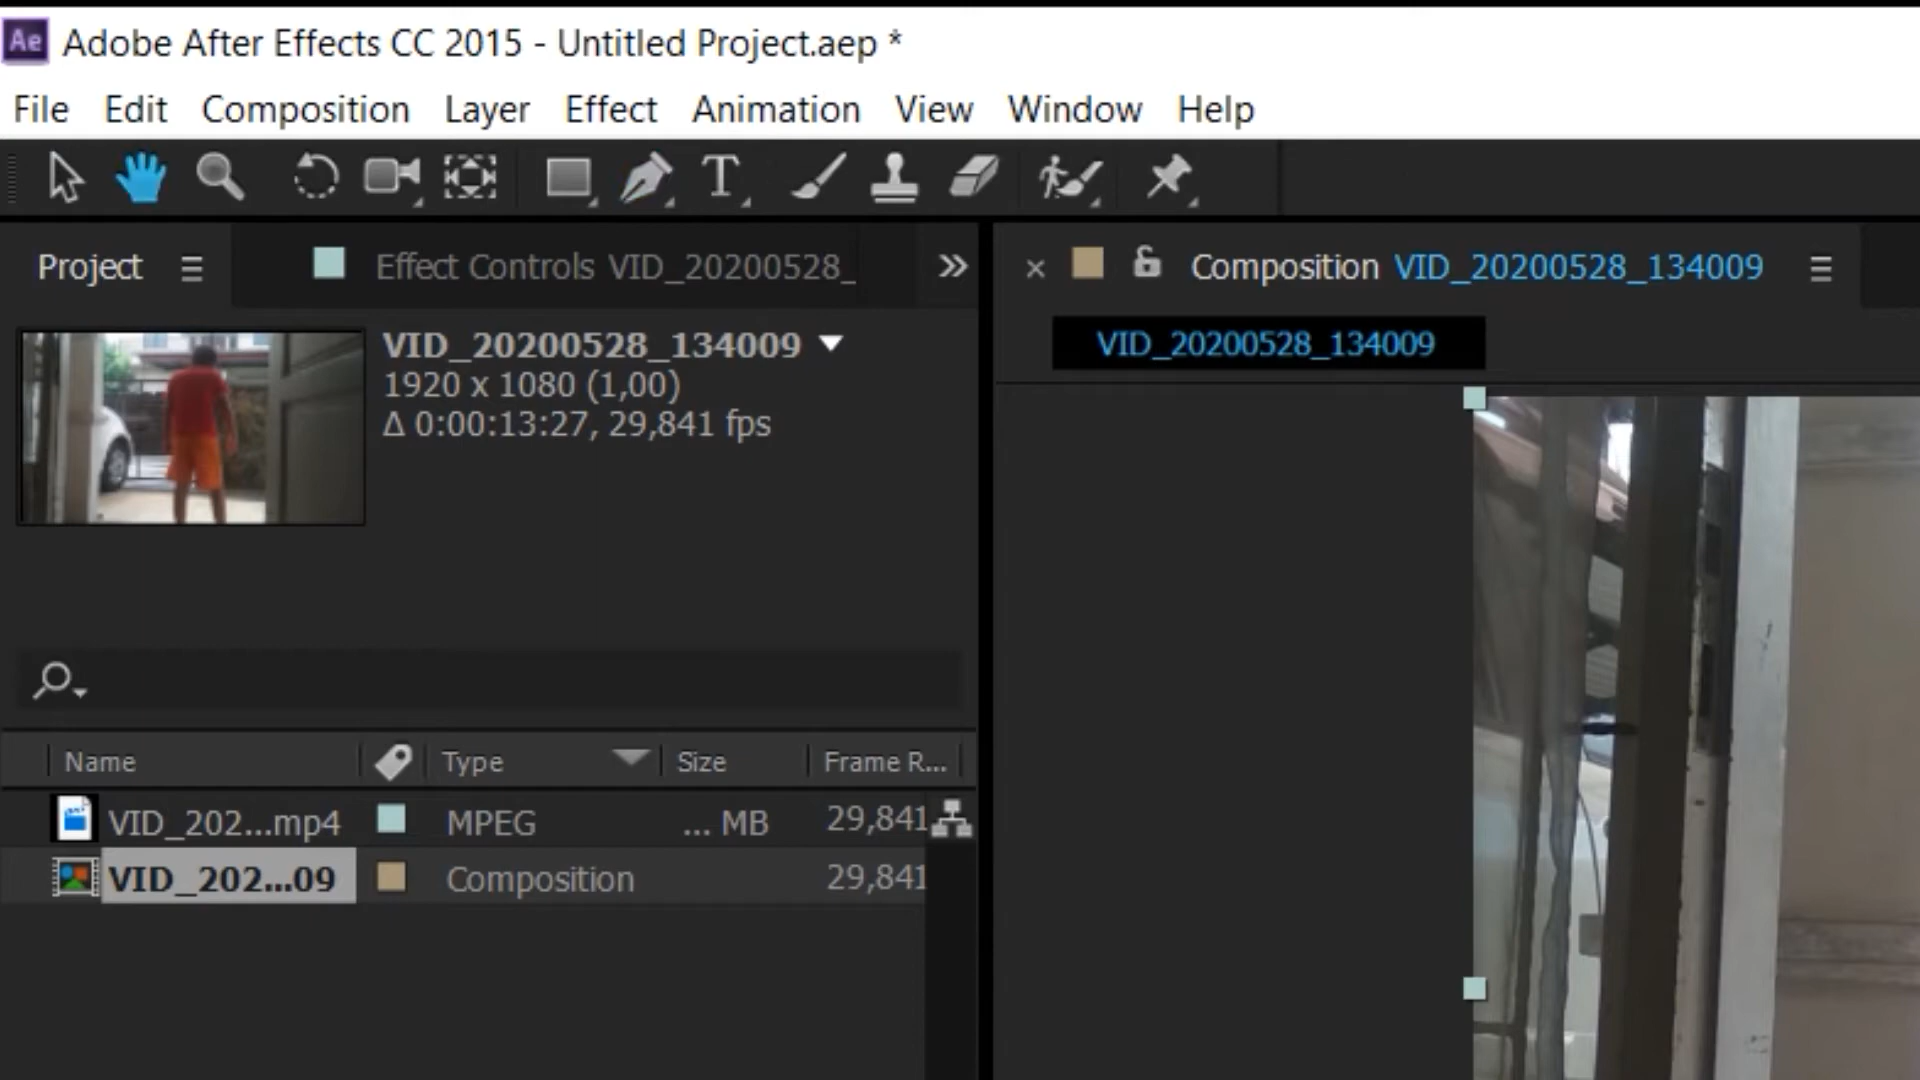 Ae Adobe After Effects CC 2015 - Untitled Project.aep *
File Edit Composition Layer Effect Animation View Window Help
T
Project Effect Controls VID_20200528_ » × Composition VID_20200528_134009
VID_20200528_134009
VID_20200528_134009
1920 x 1080 (1,00)
Δ 0:00:13:27, 29,841 fps
Name Type Size Frame R...
VID_202...mp4 MPEG ... MB 29,841
VID_202...09 Composition 29,841